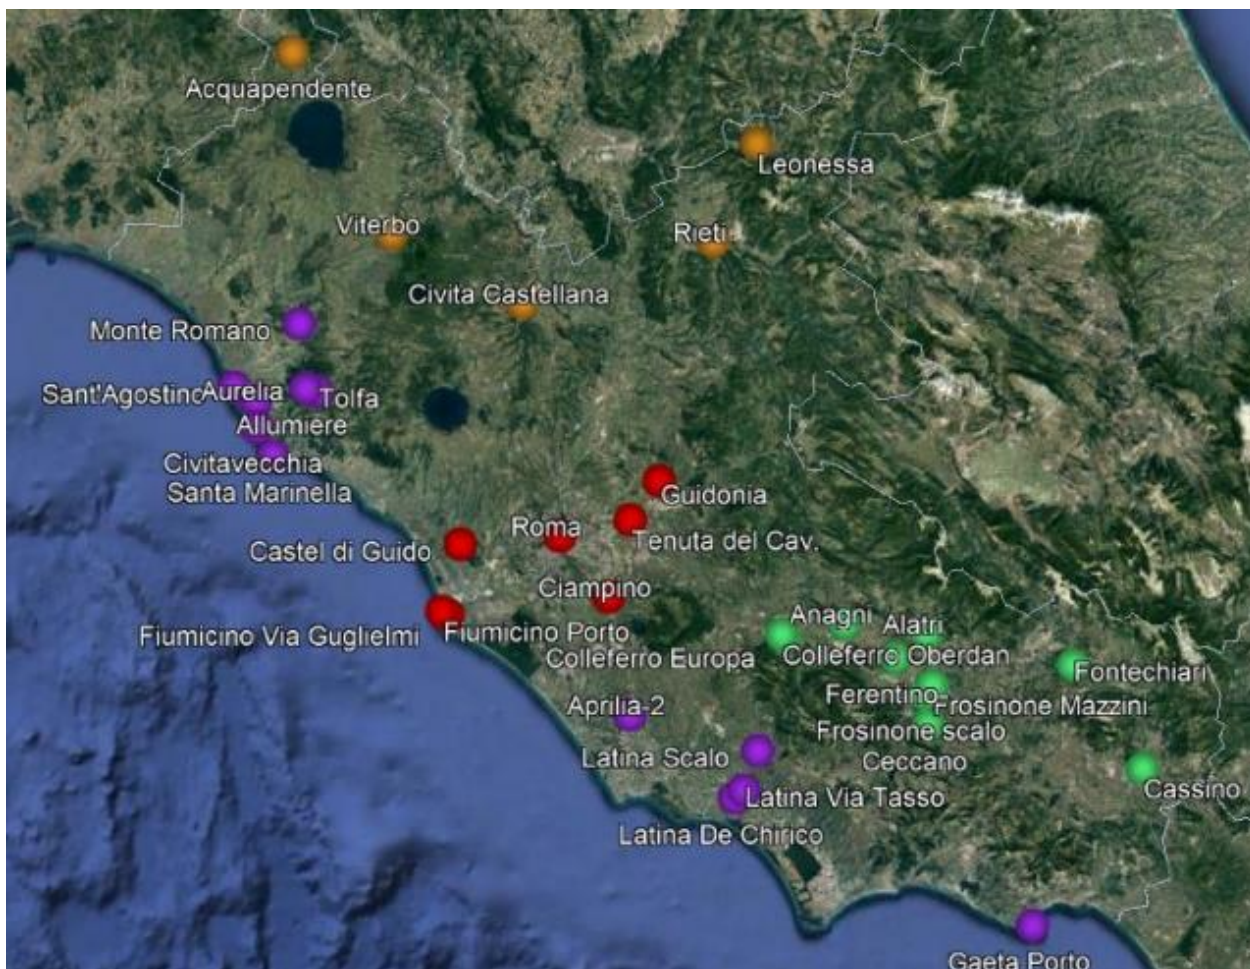 Acquapendente
Leonessa
Viterbo
Rieti
Civita Castellana
Monte Romano
Sant'Agostino
Aurelia
Tolfa
Allumiere
Civitavecchia
Santa Marinella
Guidonia
Roma
Tenuta del Cav.
Castel di Guido
Ciampino
Anagni
Alatri
Fiumicino Via Guglielmi
Fiumicino Porto
Colleferro Europa
Colleferro Oberdan
Fontechiari
Ferentino
Frosinone Mazzini
Aprilia-2
Frosinone scalo
Latina Scalo
Ceccano
Cassino
Latina Via Tasso
Latina De Chirico
Gaeta Porto